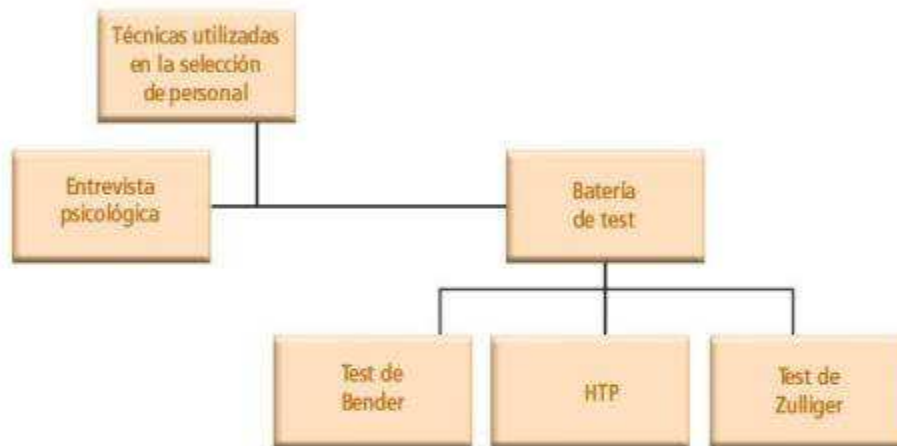 Técnicas utilizadas
en la selección
de personal
Entrevista
psicológica
Batería
de test
Test de
Bender
HTP
Test de
Zulliger